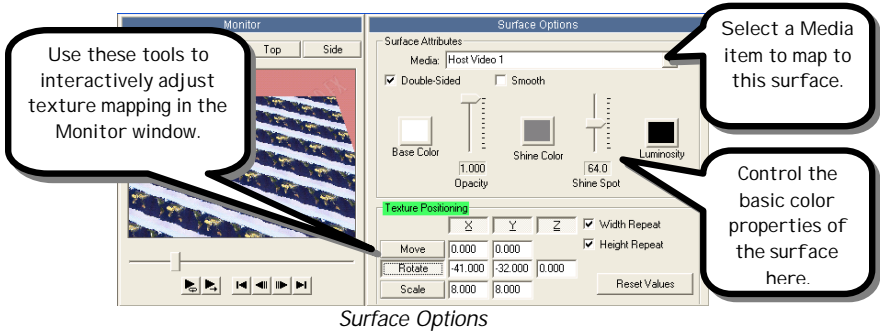 Monitor
Top Side
Use these tools to
interactively adjust
texture mapping in the
Monitor window.
Surface Options
Surface Attributes
Media: Host Video 1
Double-Sided Smooth
Base Color
1.000
Opacity
Shine Color
64.0
Shine Spot
Luminosity
Texture Positioning
X Y Z
Width Repeat
Height Repeat
Move 0.000 0.000
Rotate -41.000 -32.000 0.000
Scale 8.000 8.000
Reset Values
Select a Media
item to map to
this surface.
Control the
basic color
properties of
the surface
here.
Surface Options